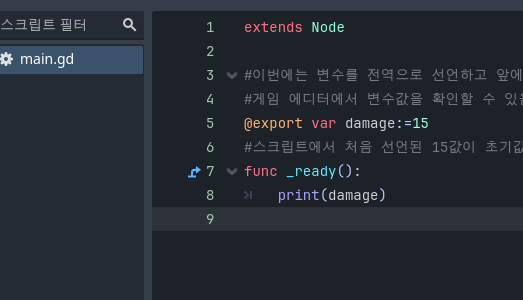 스크립트 필터
main.gd
1 extends Node
2
3 #이번에는 변수를 전역으로 선언하고 앞에
4 #게임 에디터에서 변수값을 확인할 수
5 @export var damage:=15
6 #스크립트에서 처음 선언된 15값이 초기값
7 func _ready():
8 print(damage)
9